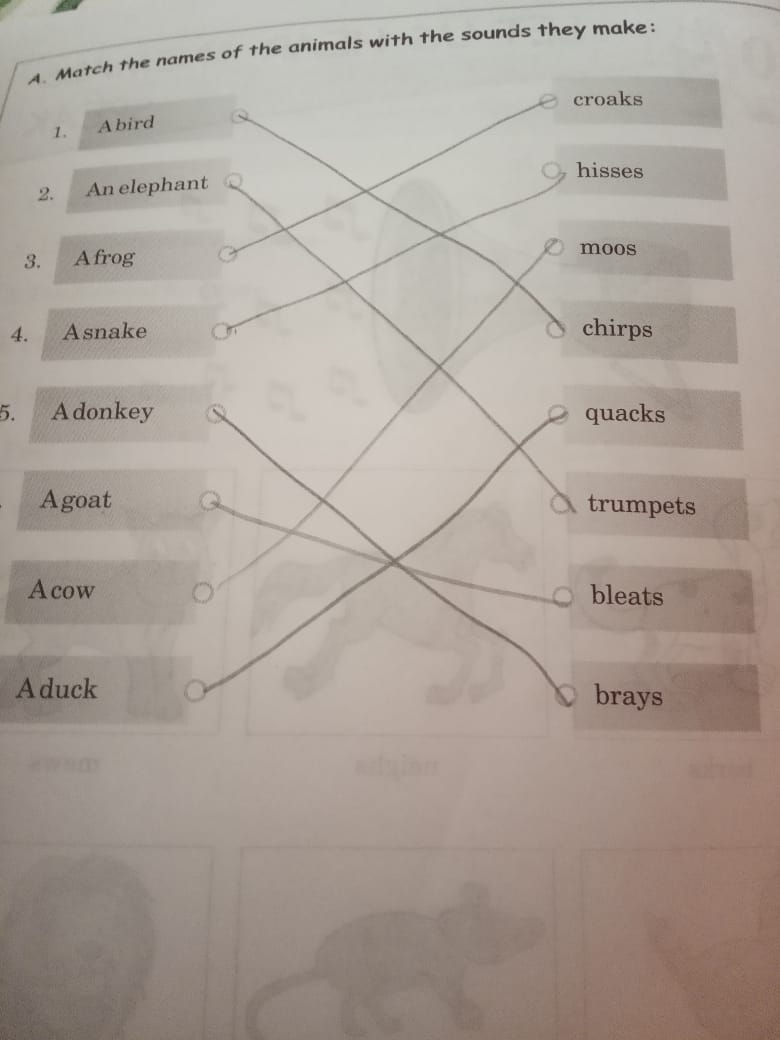 A. Match the names of the animals with the sounds they make:
1. A bird
croaks
2. An elephant
hisses
3. A frog
moos
4. A snake
chirps
5. A donkey
quacks
A goat
trumpets
A cow
bleats
A duck
brays